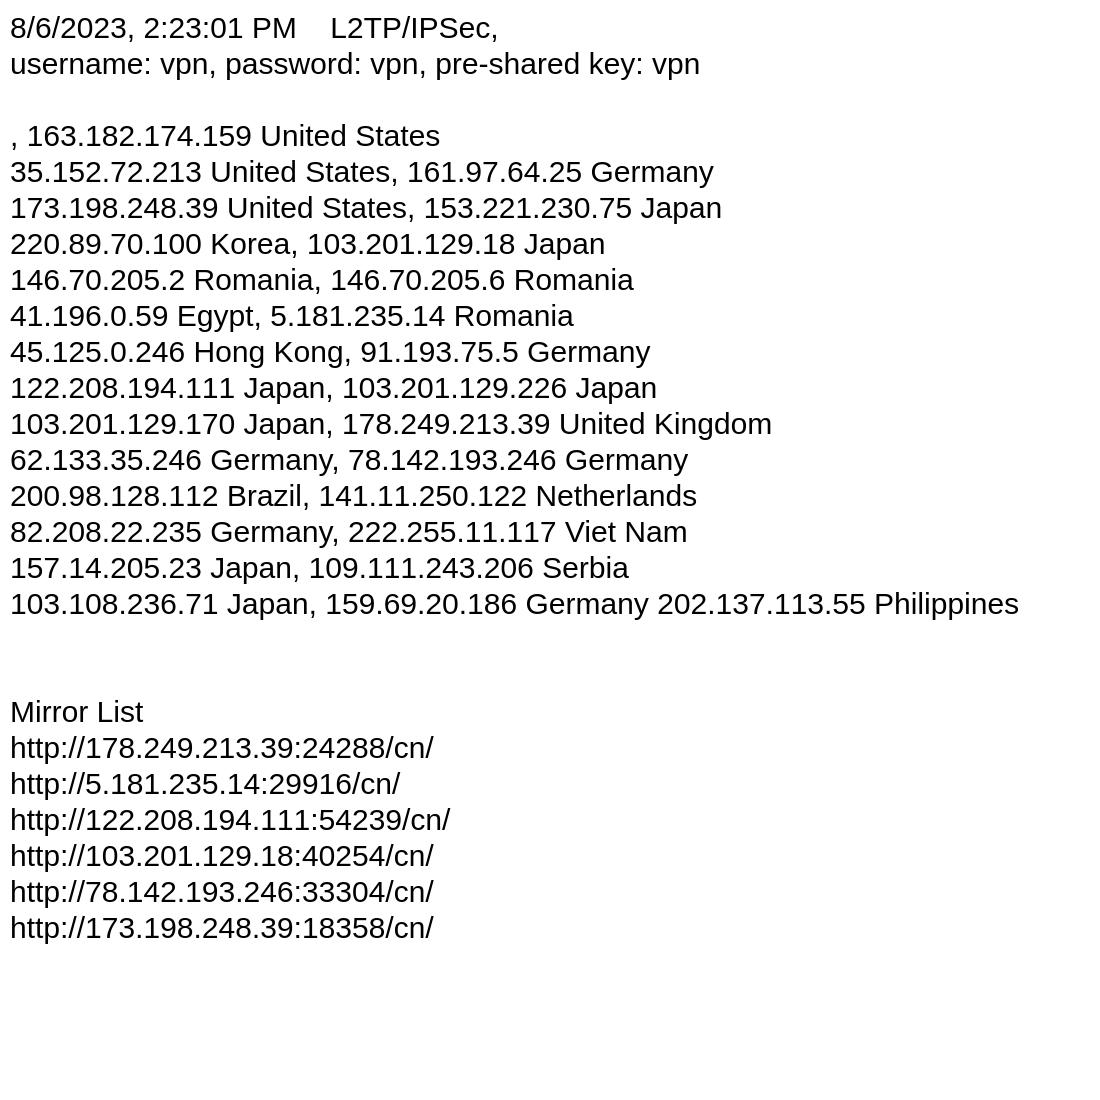 8/6/2023, 2:23:01 PM    L2TP/IPSec,
username: vpn, password: vpn, pre-shared key: vpn
, 163.182.174.159 United States
35.152.72.213 United States, 161.97.64.25 Germany
173.198.248.39 United States, 153.221.230.75 Japan
220.89.70.100 Korea, 103.201.129.18 Japan
146.70.205.2 Romania, 146.70.205.6 Romania
41.196.0.59 Egypt, 5.181.235.14 Romania
45.125.0.246 Hong Kong, 91.193.75.5 Germany
122.208.194.111 Japan, 103.201.129.226 Japan
103.201.129.170 Japan, 178.249.213.39 United Kingdom
62.133.35.246 Germany, 78.142.193.246 Germany
200.98.128.112 Brazil, 141.11.250.122 Netherlands
82.208.22.235 Germany, 222.255.11.117 Viet Nam
157.14.205.23 Japan, 109.111.243.206 Serbia
103.108.236.71 Japan, 159.69.20.186 Germany 202.137.113.55 Philippines
Mirror List
http://178.249.213.39:24288/cn/
http://5.181.235.14:29916/cn/
http://122.208.194.111:54239/cn/
http://103.201.129.18:40254/cn/
http://78.142.193.246:33304/cn/
http://173.198.248.39:18358/cn/